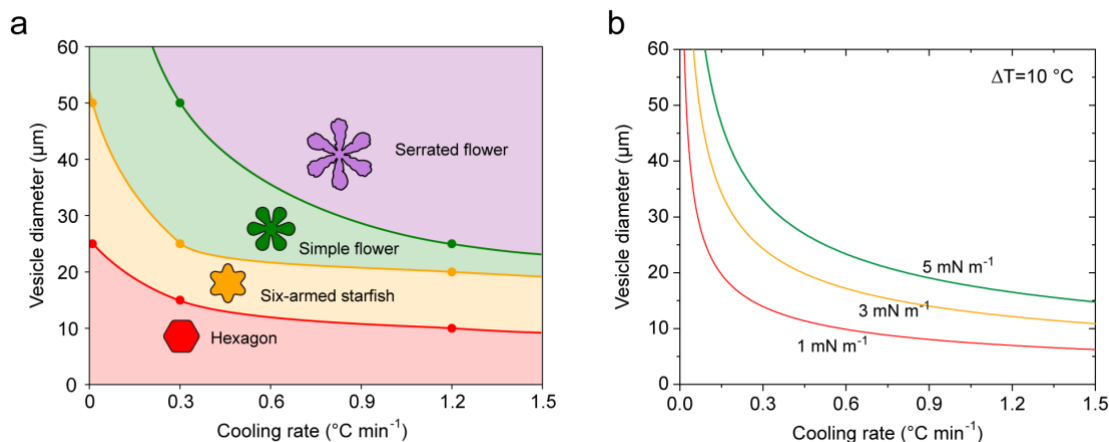 a
60
50
40
30
20
10
0
Vesicle diameter (µm)
Serrated flower
Simple flower
Six-armed starfish
Hexagon
0 0.3 0.6 0.9 1.2 1.5
Cooling rate (°C min⁻¹)
b
60
50
40
30
20
10
0
Vesicle diameter (µm)
ΔT=10 °C
5 mN m⁻¹
3 mN m⁻¹
1 mN m⁻¹
0.0 0.3 0.6 0.9 1.2 1.5
Cooling rate (°C min⁻¹)